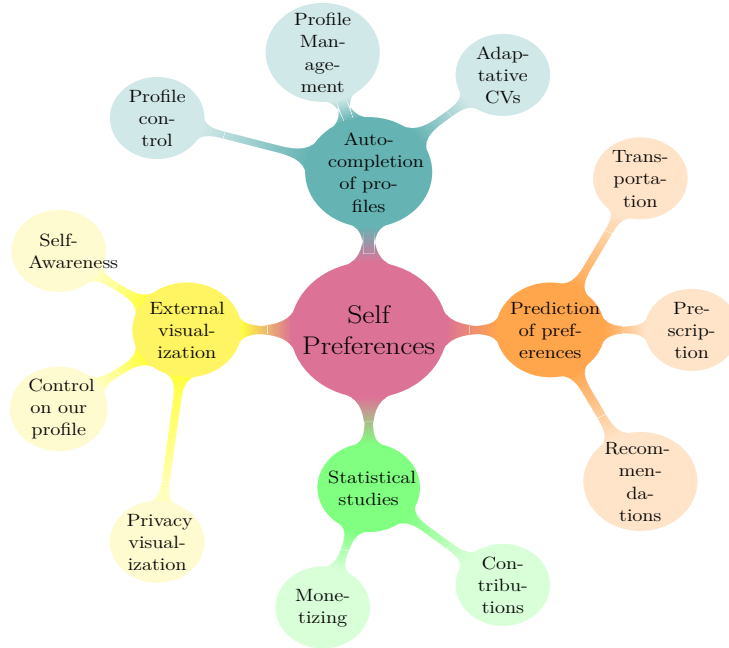 Profile
Man-
age-
ment
Adap-
tative
CVs
Profile
con-
trol
Auto-
completion
of pro-
files
Trans-
porta-
tion
Self-
Awareness
External
visual-
ization
Self
Preferences
Prediction
of pref-
erences
Pre-
scrip-
tion
Control
on our
profile
Statistical
studies
Recom-
men-
da-
tions
Privacy
visual-
ization
Mone-
tizing
Con-
tribu-
tions